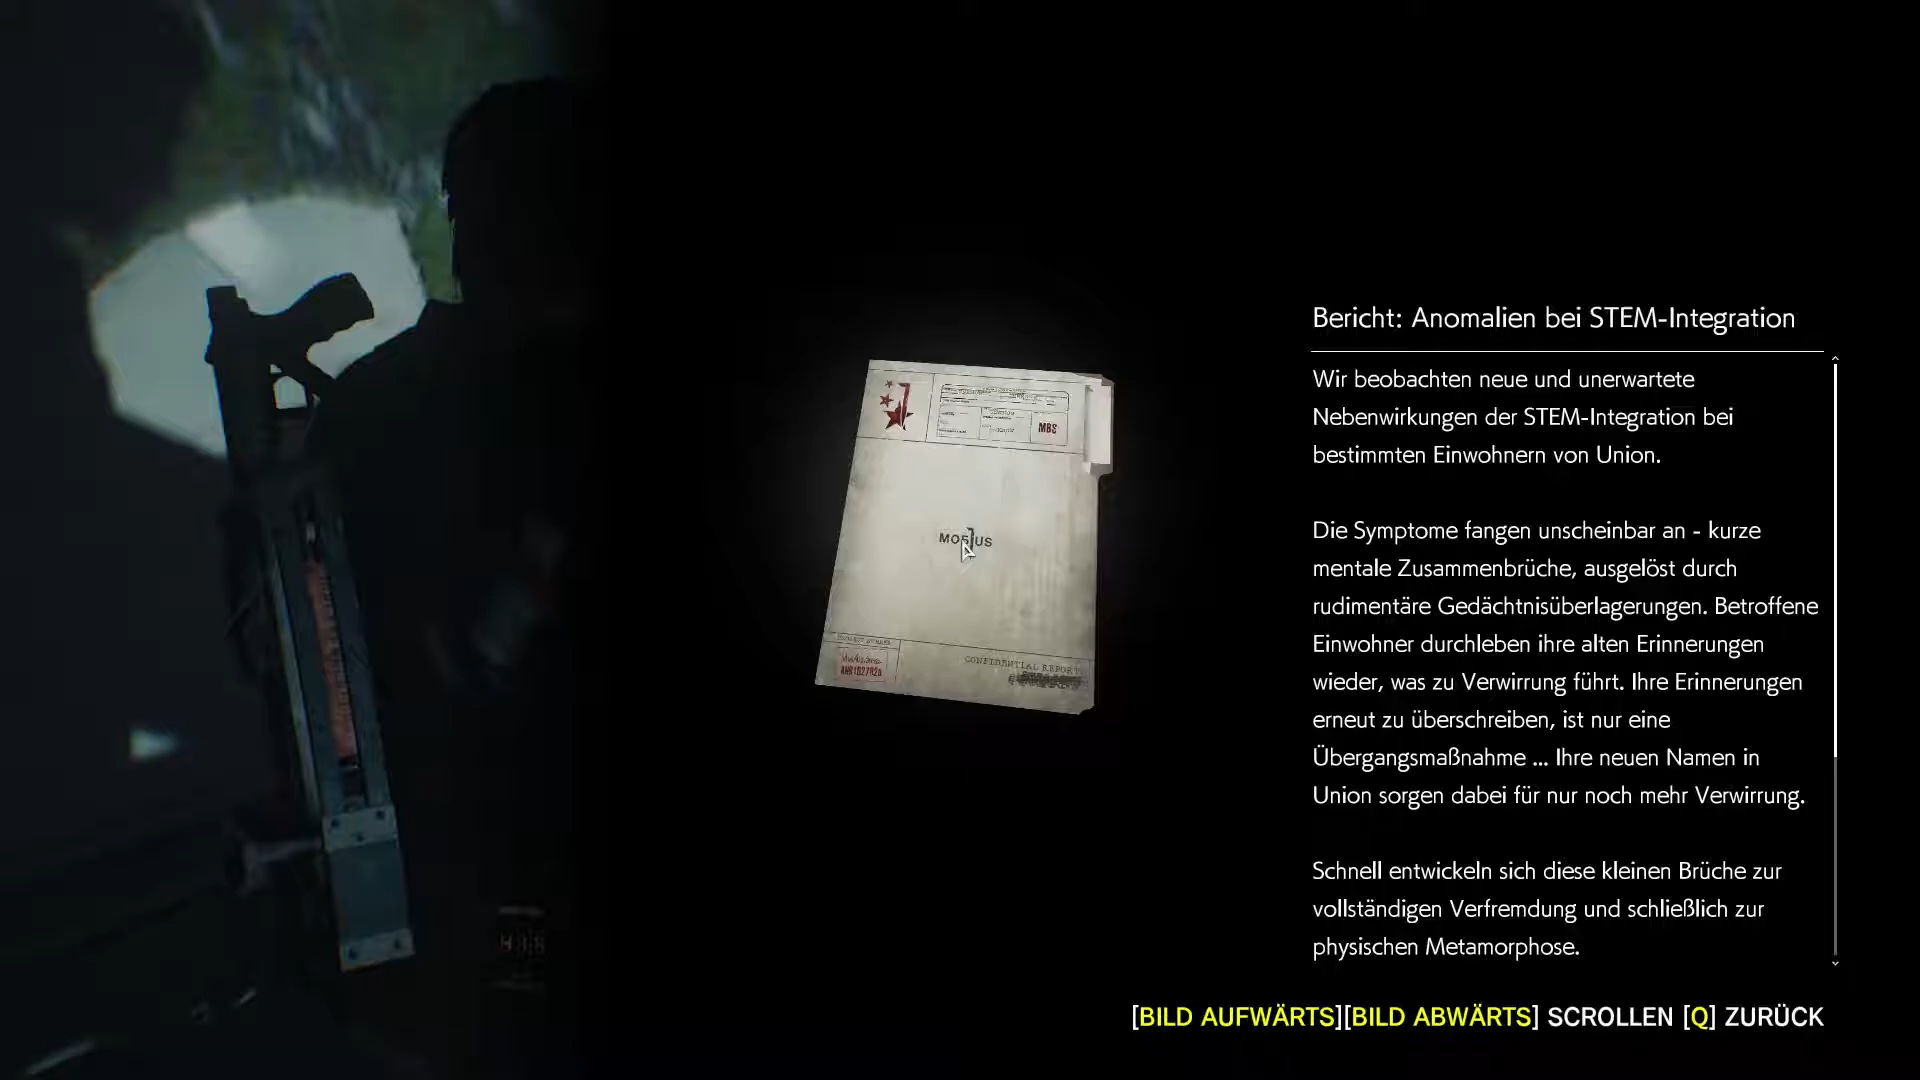 Bericht: Anomalien bei STEM-Integration
Wir beobachten neue und unerwartete
Nebenwirkungen der STEM-Integration bei
bestimmten Einwohnern von Union.
Die Symptome fangen unscheinbar an - kurze
mentale Zusammenbrüche, ausgelöst durch
rudimentäre Gedächtnisüberlagerungen. Betroffene
Einwohner durchleben ihre alten Erinnerungen
wieder, was zu Verwirrung führt. Ihre Erinnerungen
erneut zu überschreiben, ist nur eine
Übergangsmaßnahme ... Ihre neuen Namen in
Union sorgen dabei für nur noch mehr Verwirrung.
Schnell entwickeln sich diese kleinen Brüche zur
vollständigen Verfremdung und schließlich zur
physischen Metamorphose.
MBS
MOBIUS
CONFIDENTIAL REPORT
[BILD AUFWÄRTS][BILD ABWÄRTS] SCROLLEN [Q] ZURÜCK